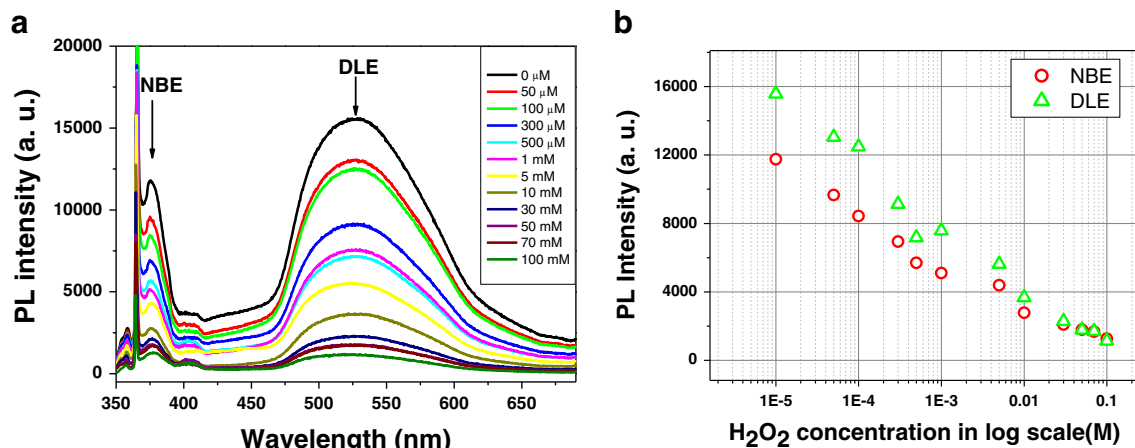 a
PL intensity (a. u.)
20000
15000
10000
5000
0
NBE
DLE
0 μM
50 μM
100 μM
300 μM
500 μM
1 mM
5 mM
10 mM
30 mM
50 mM
70 mM
100 mM
350 400 450 500 550 600 650
Wavelength (nm)
b
PL Intensity (a. u.)
16000
12000
8000
4000
0
NBE
DLE
1E-5 1E-4 1E-3 0.01 0.1
H₂O₂ concentration in log scale(M)